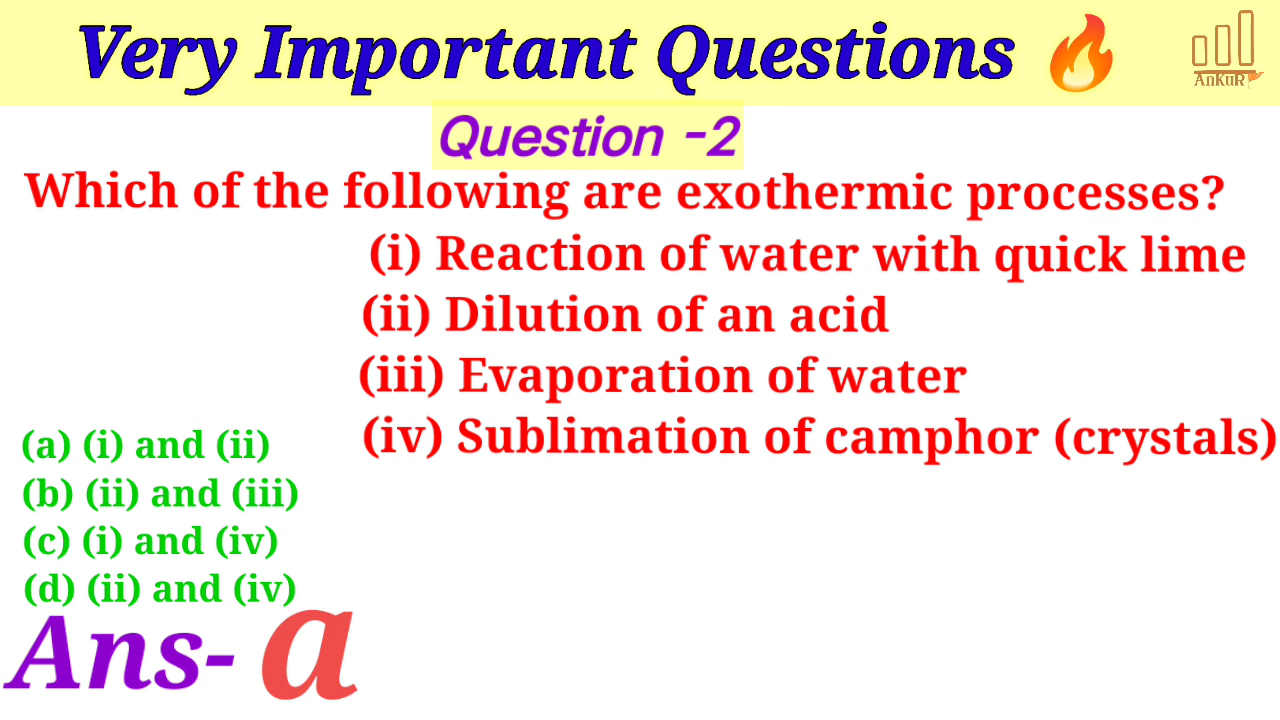 Very Important Questions 🔥
AnKuR
Question -2
Which of the following are exothermic processes?
(i) Reaction of water with quick lime
(ii) Dilution of an acid
(iii) Evaporation of water
(iv) Sublimation of camphor (crystals)
(a) (i) and (ii)
(b) (ii) and (iii)
(c) (i) and (iv)
(d) (ii) and (iv)
Ans- a